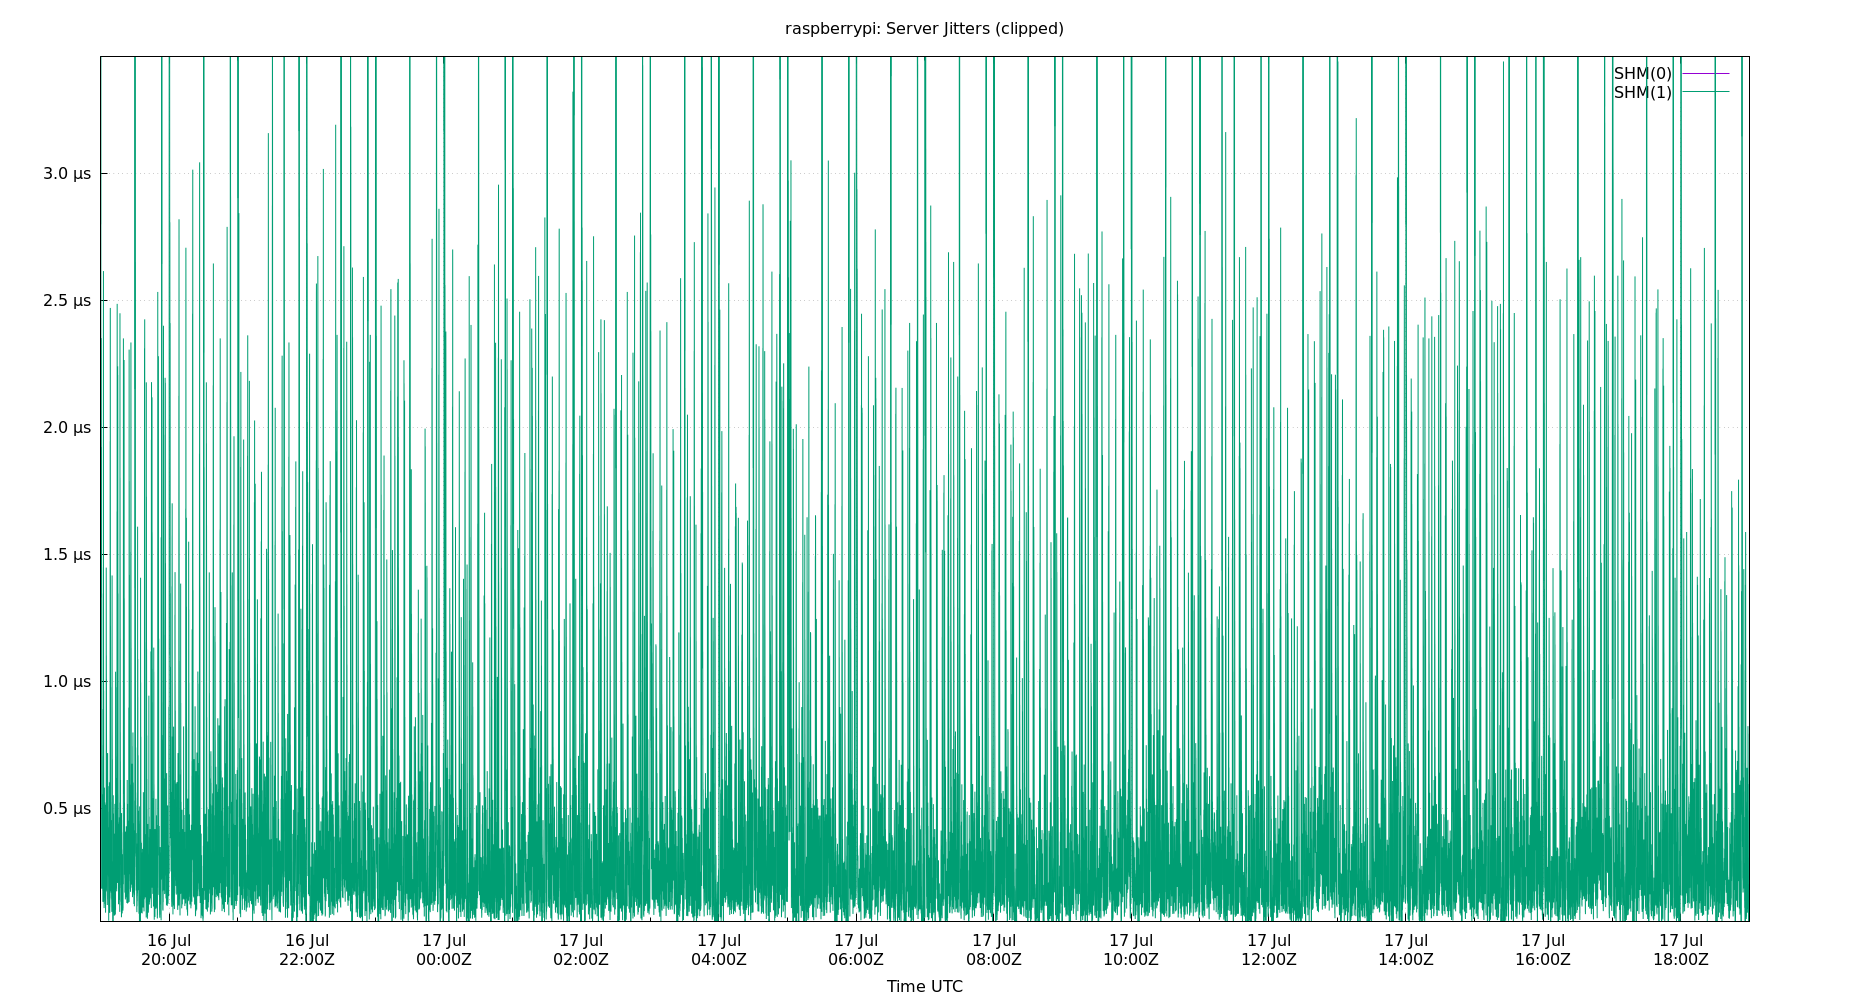 raspberrypi: Server Jitters (clipped)
SHM(0)
SHM(1)
3.0 µs
2.5 µs
2.0 µs
1.5 µs
1.0 µs
0.5 µs
16 Jul 16 Jul 17 Jul 17 Jul 17 Jul 17 Jul 17 Jul 17 Jul 17 Jul 17 Jul 17 Jul 17 Jul
20:00Z 22:00Z 00:00Z 02:00Z 04:00Z 06:00Z 08:00Z 10:00Z 12:00Z 14:00Z 16:00Z 18:00Z
Time UTC